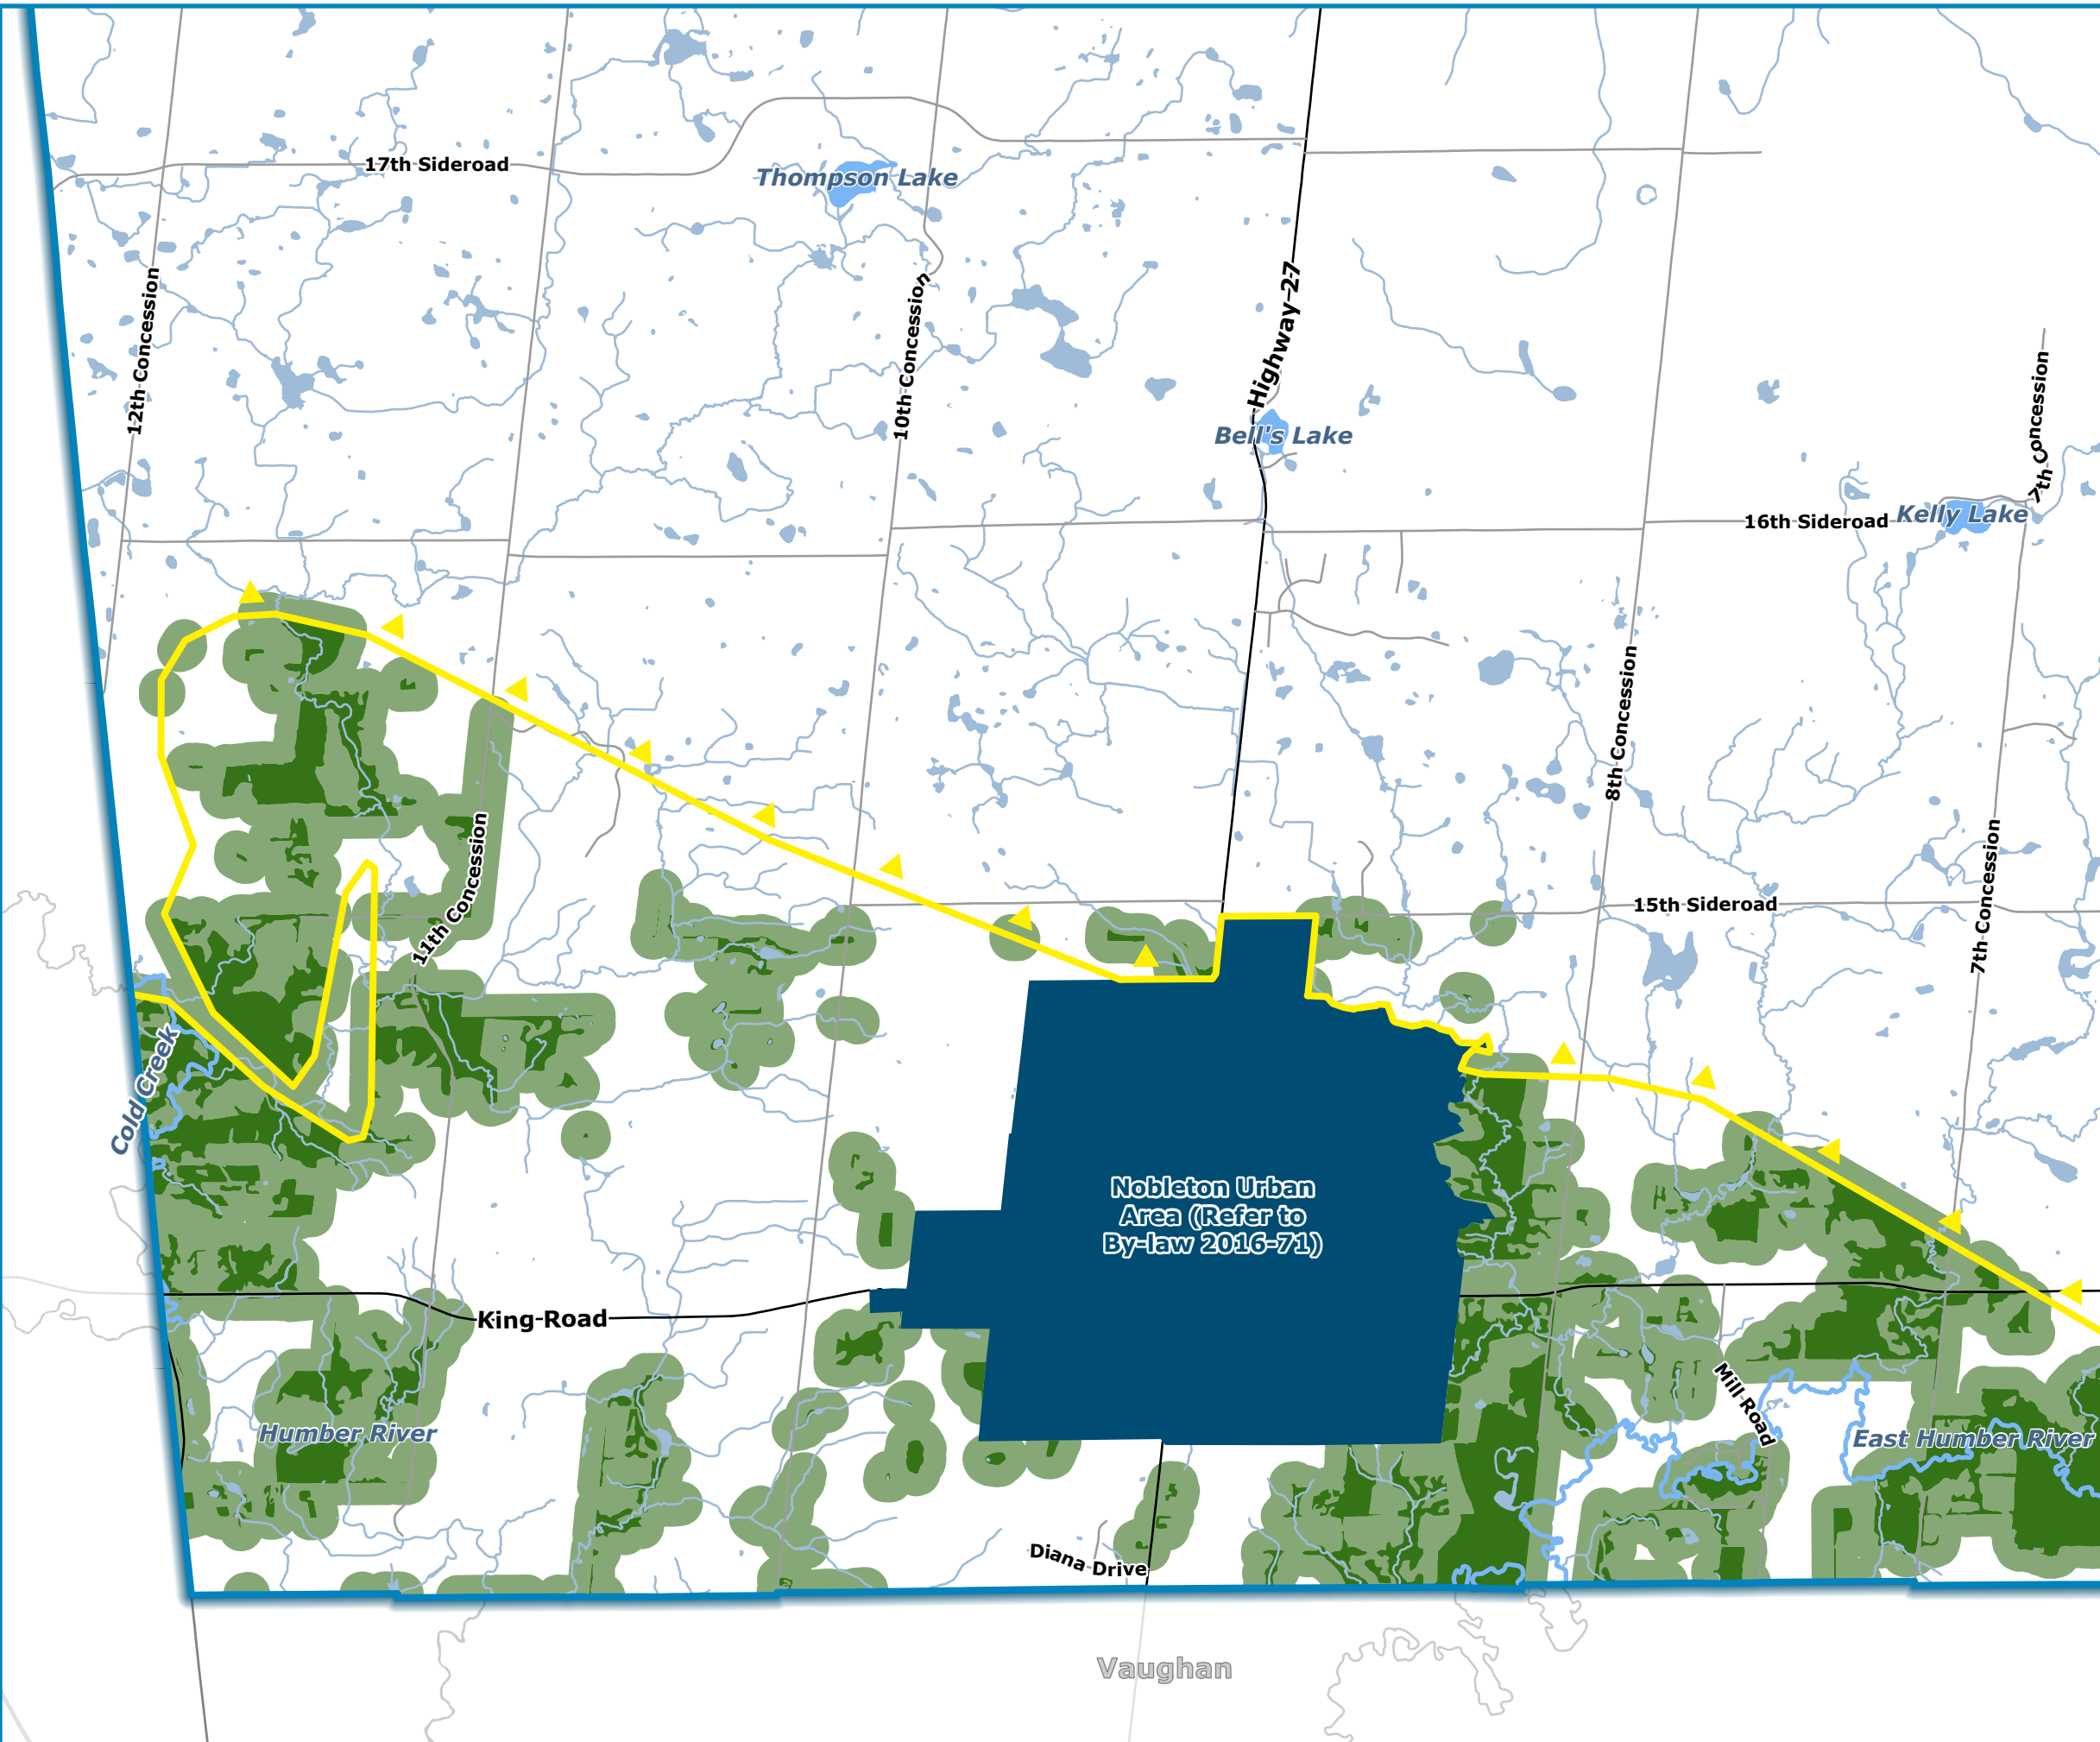 17th Sideroad
Thompson Lake
12th Concession
10th Concession
Highway 27
Bell's Lake
7th Concession
16th Sideroad
Kelly Lake
8th Concession
11th Concession
15th Sideroad
7th Concession
Cold Creek
Nobleton Urban
Area (Refer to
By-law 2016-71)
King Road
Mill Road
Humber River
East Humber River
Diana Drive
Vaughan